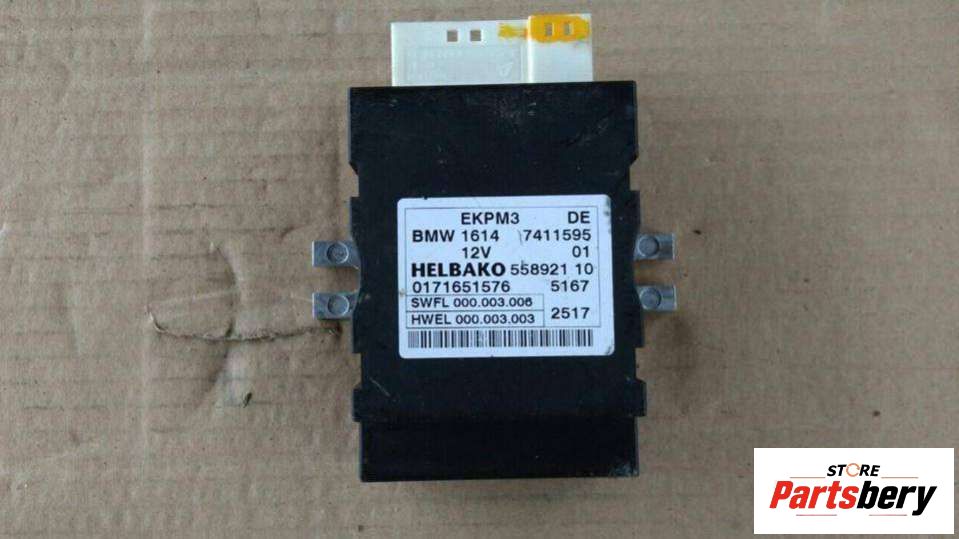 EKPM3 DE
BMW 1614 7411595
12V 01
HELBAKO 558921 10
0171651576 5167
SWFL 000.003.006
HWEL 000.003.003 2517
STORE
Partsbery